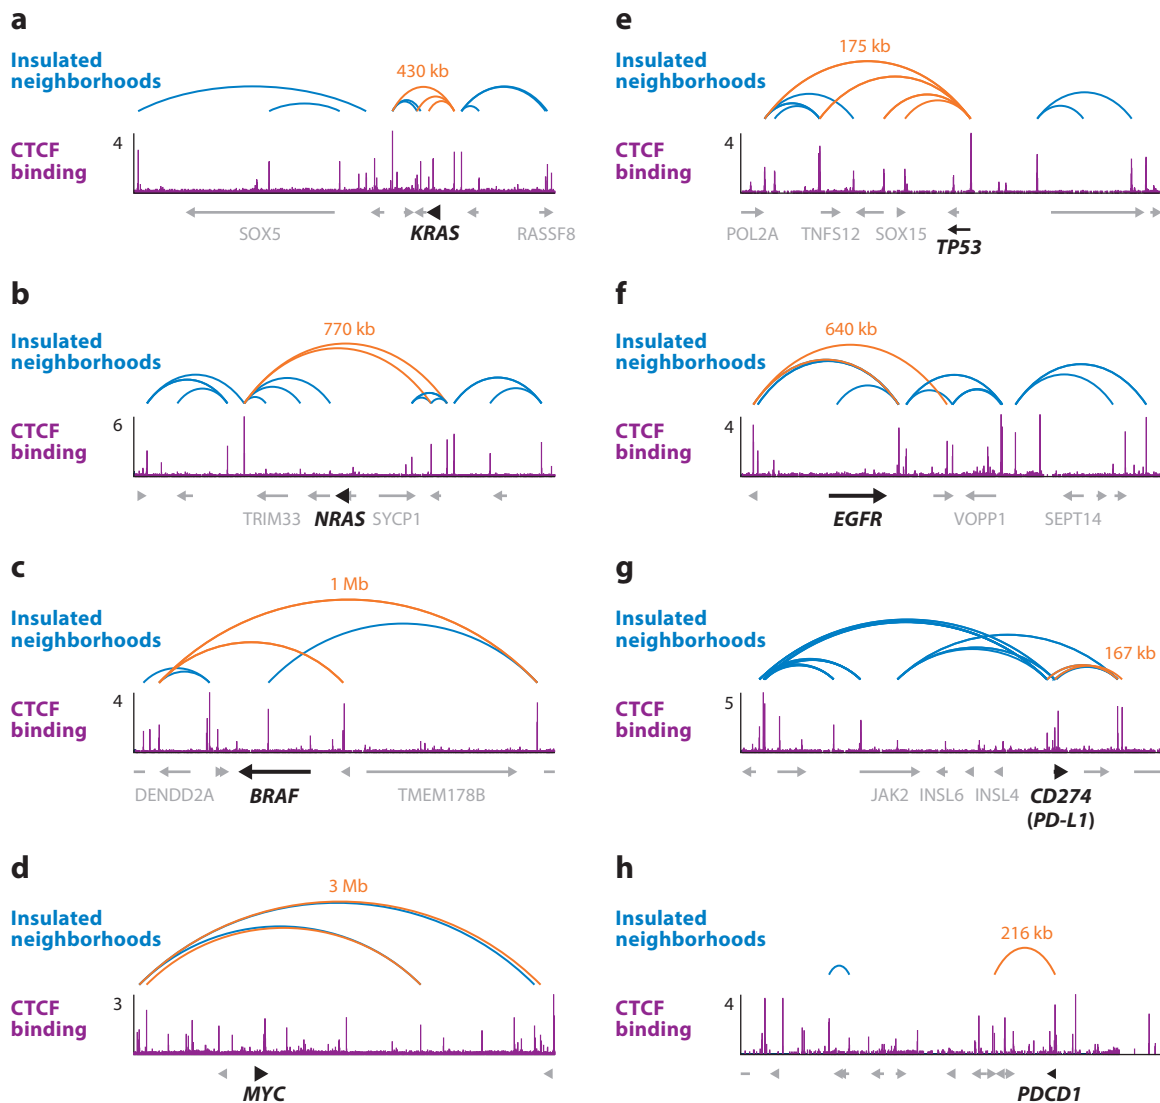 a
Insulated
neighborhoods
430 kb
CTCF
binding
4
SOX5
KRAS
RASSF8
b
Insulated
neighborhoods
770 kb
CTCF
binding
6
TRIM33
NRAS
SYCP1
c
Insulated
neighborhoods
1 Mb
CTCF
binding
4
DENDD2A
BRAF
TMEM178B
d
Insulated
neighborhoods
3 Mb
CTCF
binding
3
MYC
e
Insulated
neighborhoods
175 kb
CTCF
binding
4
POL2A
TNFS12
SOX15
TP53
f
Insulated
neighborhoods
640 kb
CTCF
binding
4
EGFR
VOPP1
SEPT14
g
Insulated
neighborhoods
167 kb
CTCF
binding
5
JAK2
INSL6
INSL4
CD274
(PD-L1)
h
Insulated
neighborhoods
216 kb
CTCF
binding
4
PDCD1